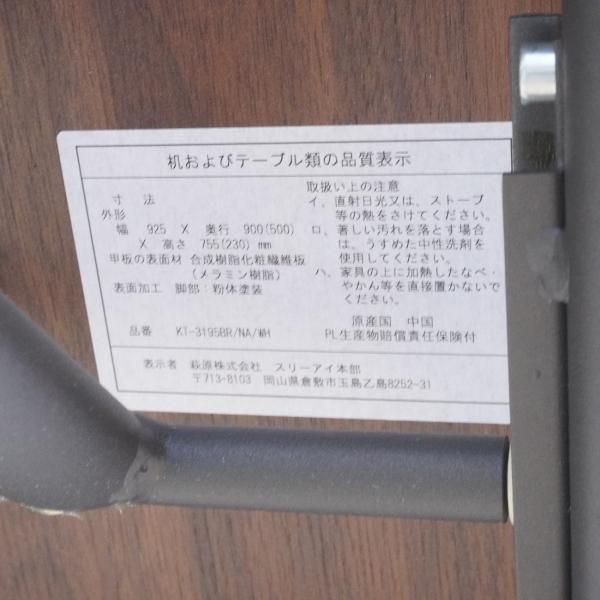 机およびテーブル類の品質表示
寸　法
外形
幅　925　X　奥行　900(500)
X　高さ　755(230) mm
甲板の表面材　合成樹脂化粧繊維板
（メラミン樹脂）
表面加工　脚部：粉体塗装
品番　KT-3195BR/NA/WH
取扱い上の注意
イ、直射日光又は、ストーブ
等の熱をさけてください。
ロ、著しい汚れを落とす場合
は、うすめた中性洗剤を
使用してください。
ハ、家具の上に加熱したなべ・
やかん等を直接置かないで
ください。
原産国　中国
PL生産物賠償責任保険付
表示者　萩原株式会社　スリーアイ本部
〒713-8103　岡山県倉敷市玉島乙島8252-31